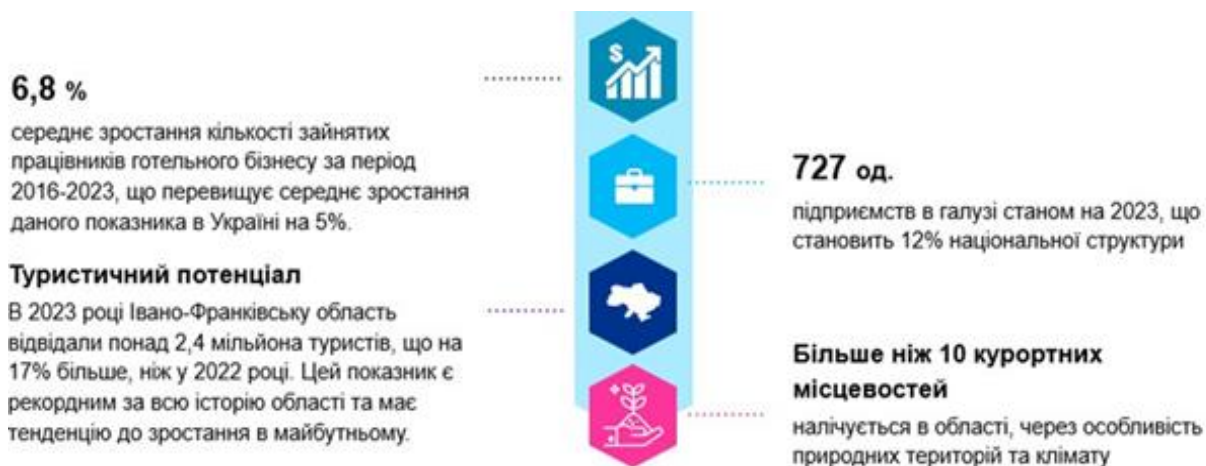 6,8 %
середнє зростання кількості зайнятих
працівників готельного бізнесу за період
2016-2023, що перевищує середнє зростання
даного показника в Україні на 5%.
Туристичний потенціал
В 2023 році Івано-Франківську область
відвідали понад 2,4 мільйона туристів, що на
17% більше, ніж у 2022 році. Цей показник є
рекордним за всю історію області та має
тенденцію до зростання в майбутньому.
$
727 од.
підприємств в галузі станом на 2023, що
становить 12% національної структури
Більше ніж 10 курортних
місцевостей
налічується в області, через особливість
природних територій та клімату